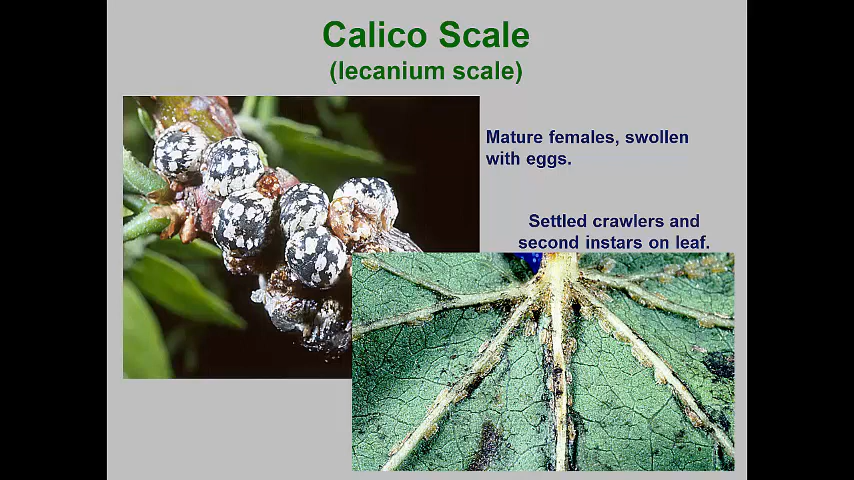 Calico Scale
(lecanium scale)
Mature females, swollen
with eggs.
Settled crawlers and
second instars on leaf.